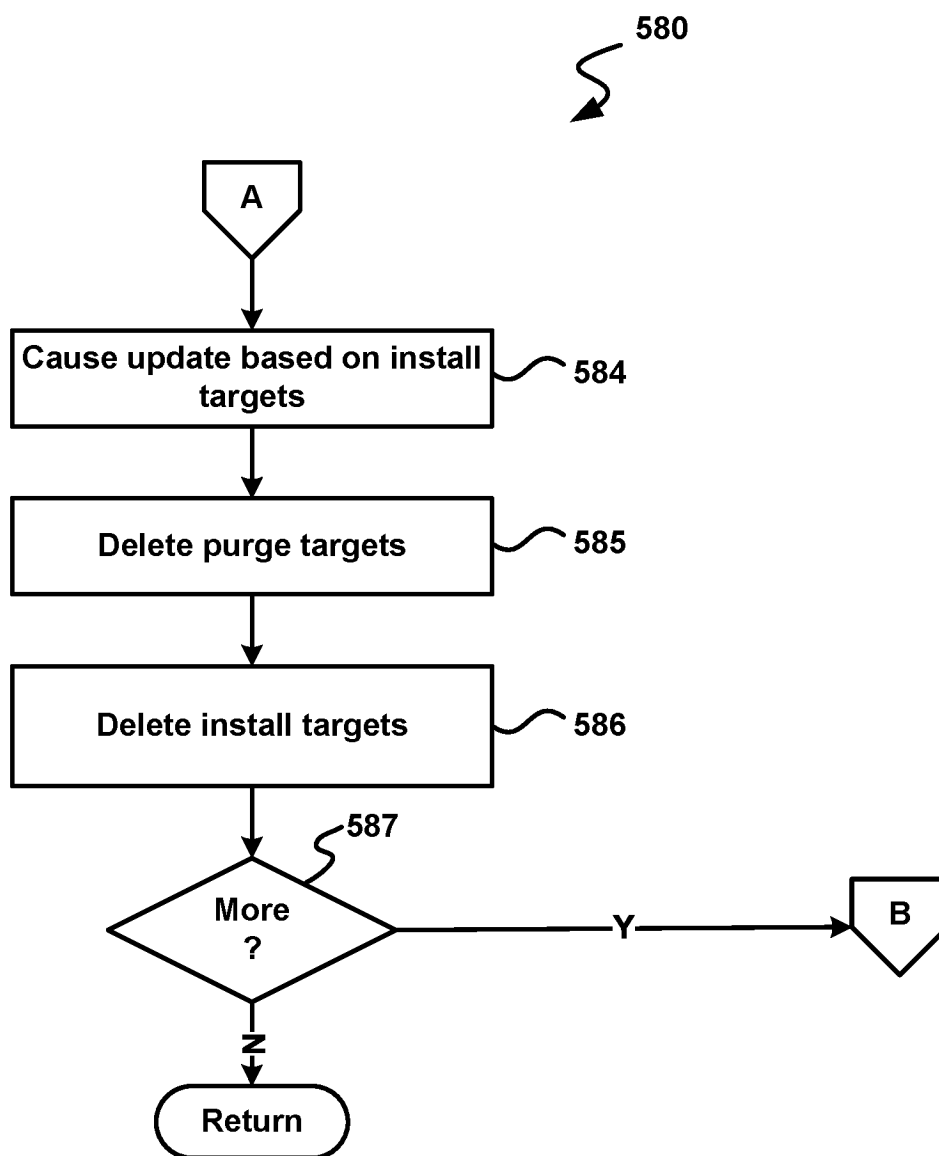 580
A
Cause update based on install
targets
584
Delete purge targets
585
Delete install targets
586
587
More
?
Y
B
N
Return